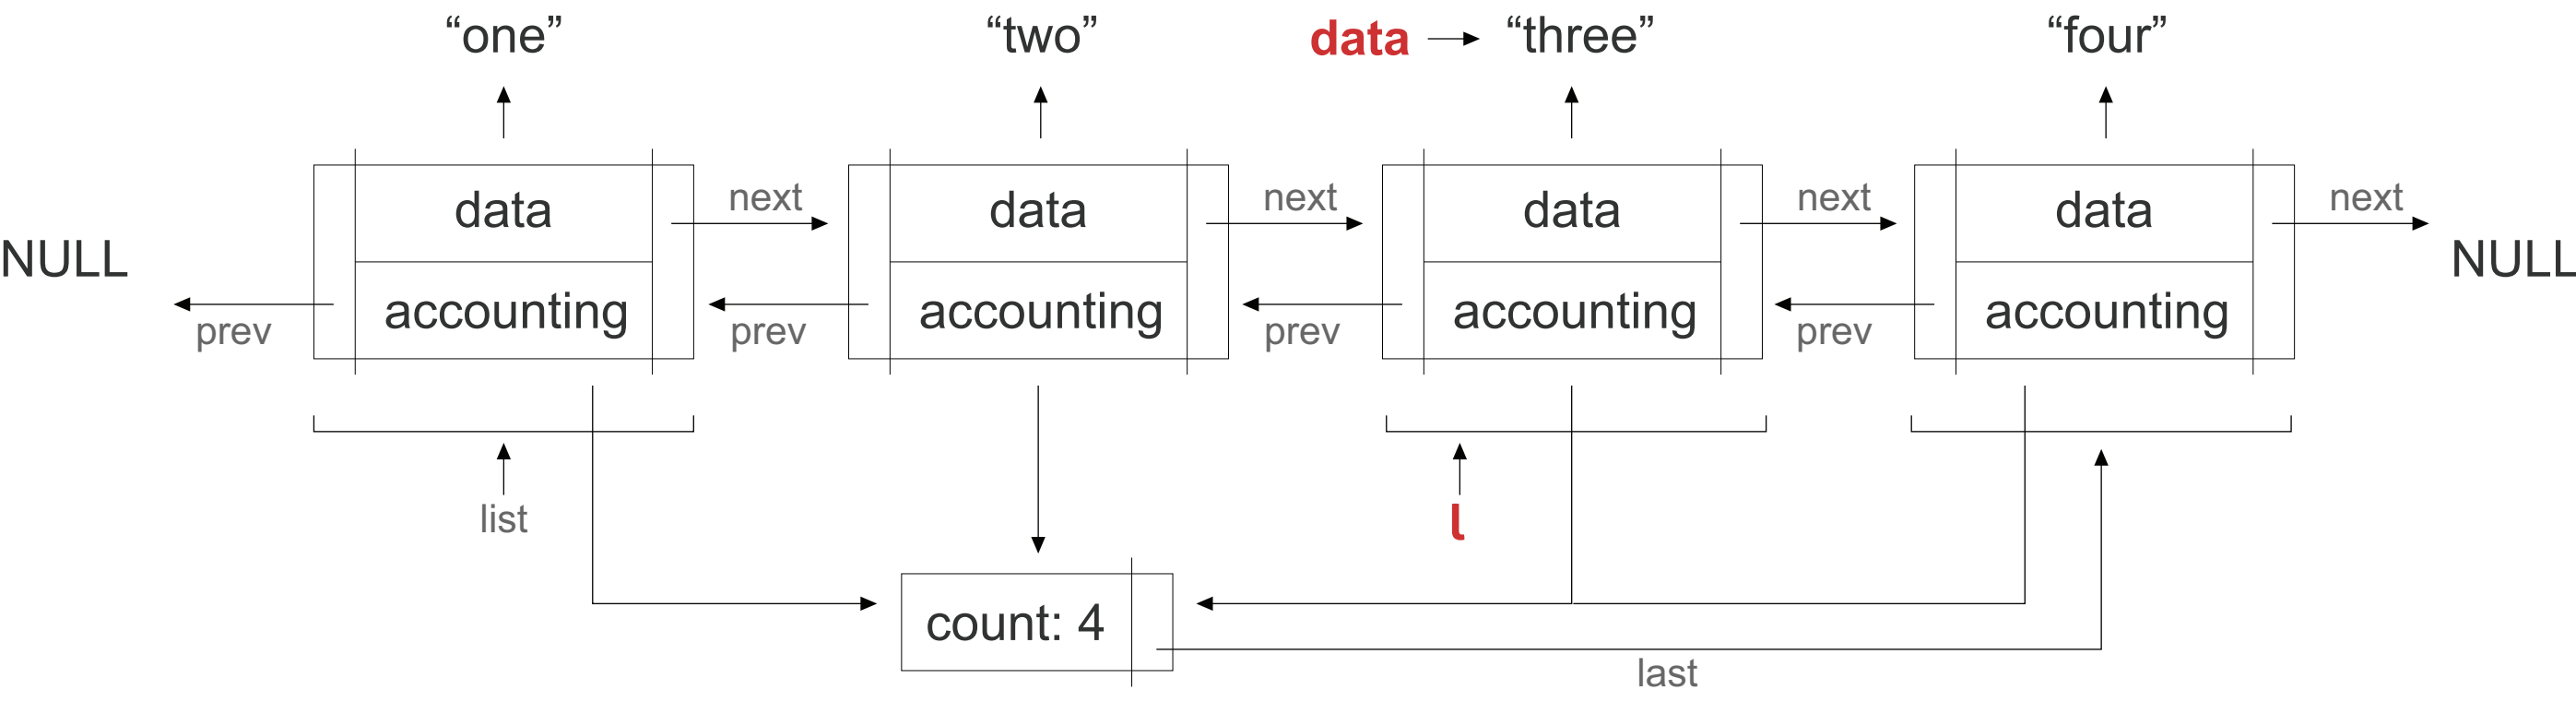 “one” “two” data “three” “four”
next next next next
data data data data
NULL NULL
accounting accounting accounting accounting
prev prev prev prev
list l
count: 4
last